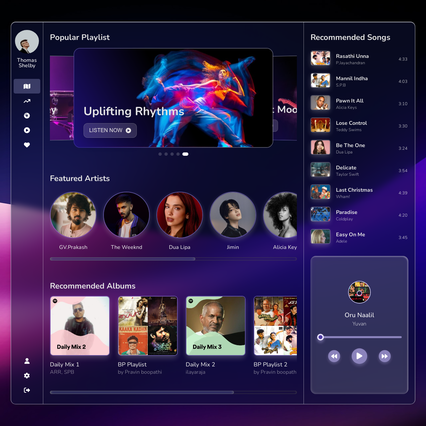 Thomas
Shelby
Popular Playlist
Uplifting Rhythms
LISTEN NOW
Moo
Featured Artists
GV.Prakash
The Weeknd
Dua Lipa
Jimin
Alicia Key
Recommended Albums
Daily Mix 2
Daily Mix 3
Daily Mix 1
ARR, SPB
BP Playlist
by Pravin boopathi
Daily Mix 2
Ilayaraja
BP Playlist
by Pravin boopathi
Recommended Songs
Rasathi Unna
P.Jayachandran
4:33
Mannil Indha
S.P.B
4:03
Pawn It All
Alicia Keys
3:10
Lose Control
Teddy Swims
3:30
Be The One
Dua Lipa
3:24
Delicate
Taylor Swift
3:54
Last Christmas
Wham!
4:39
Paradise
Coldplay
4:20
Easy On Me
Adele
3:45
Oru Naalil
Yuvan